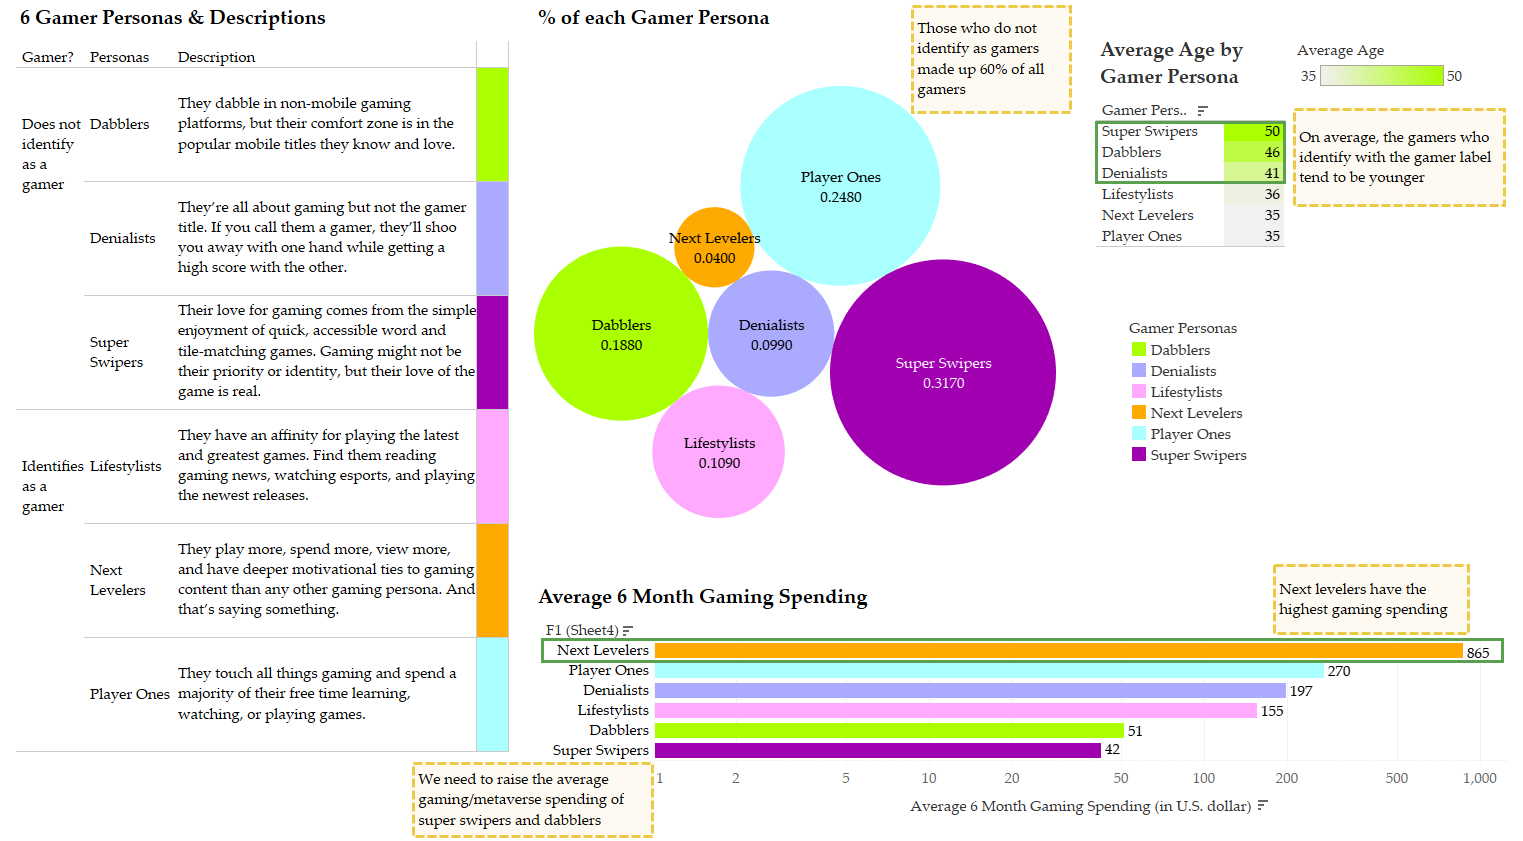 6 Gamer Personas & Descriptions
Gamer? Personas Description
Does not
identify
as a
gamer
Dabblers
They dabble in non-mobile gaming
platforms, but their comfort zone is in the
popular mobile titles they know and love.
Denialists
They’re all about gaming but not the gamer
title. If you call them a gamer, they’ll shoo
you away with one hand while getting a
high score with the other.
Super
Swipers
Their love for gaming comes from the simple
enjoyment of quick, accessible word and
tile-matching games. Gaming might not be
their priority or identity, but their love of the
game is real.
Identifies
as a
gamer
Lifestylists
They have an affinity for playing the latest
and greatest games. Find them reading
gaming news, watching esports, and playing
the newest releases.
Next
Levelers
They play more, spend more, view more,
and have deeper motivational ties to gaming
content than any other gaming persona. And
that’s saying something.
Player Ones
They touch all things gaming and spend a
majority of their free time learning,
watching, or playing games.
% of each Gamer Persona
Those who do not
identify as gamers
made up 60% of all
gamers
Player Ones
0.2480
Next Levelers
0.0400
Dabblers
0.1880
Denialists
0.0990
Super Swipers
0.3170
Lifestylists
0.1090
Average Age by
Gamer Persona
Average Age
35 50
Gamer Pers..
Super Swipers 50
Dabblers 46
Denialists 41
Lifestylists 36
Next Levelers 35
Player Ones 35
On average, the gamers who
identify with the gamer label
tend to be younger
Gamer Personas
Dabblers
Denialists
Lifestylists
Next Levelers
Player Ones
Super Swipers
Average 6 Month Gaming Spending
Next levelers have the
highest gaming spending
F1 (Sheet4)
Next Levelers 865
Player Ones 270
Denialists 197
Lifestylists 155
Dabblers 51
Super Swipers 42
1 2 5 10 20 50 100 200 500 1,000
Average 6 Month Gaming Spending (in U.S. dollar)
We need to raise the average
gaming/metaverse spending of
super swipers and dabblers